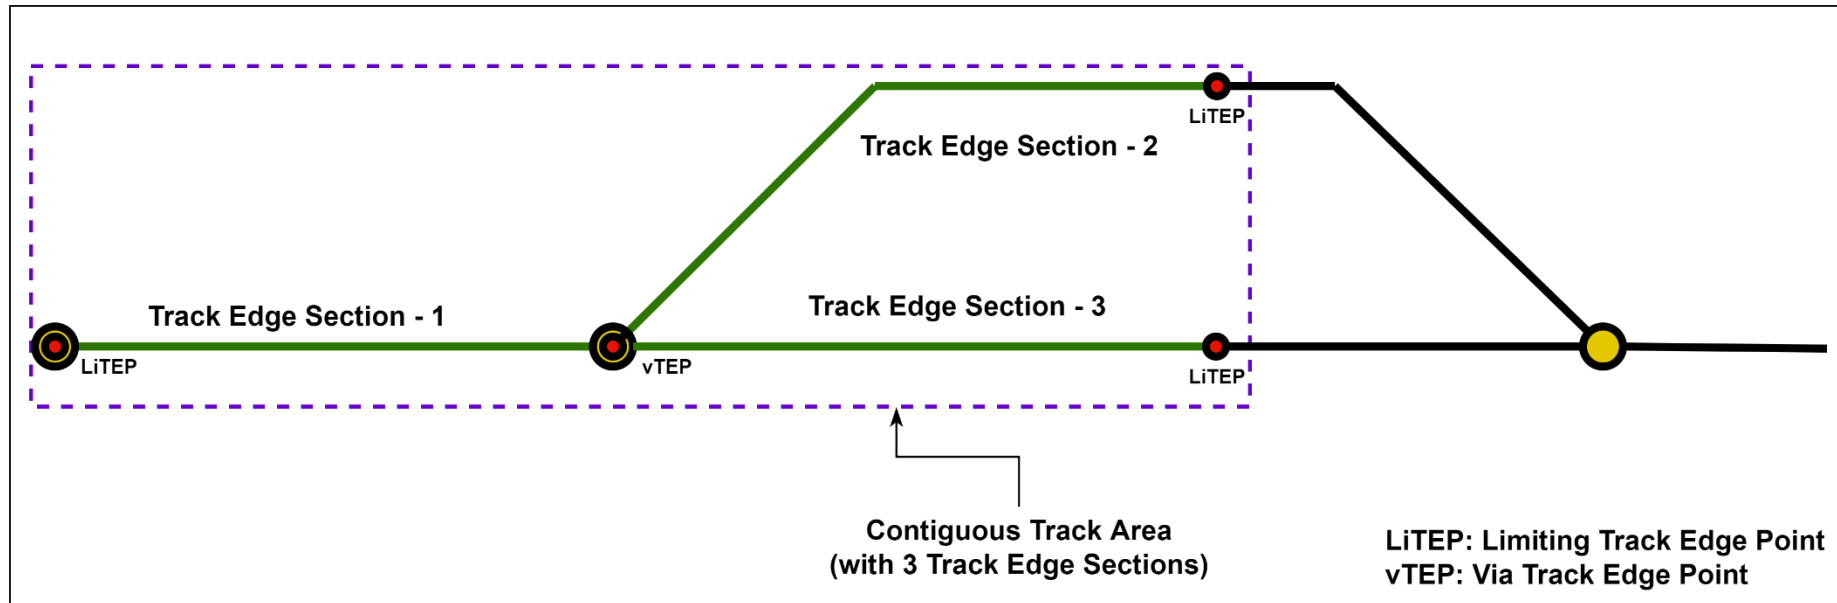 LiTEP
Track Edge Section - 2
Track Edge Section - 3
Track Edge Section - 1
LiTEP
vTEP
LiTEP
Contiguous Track Area
(with 3 Track Edge Sections)
LiTEP: Limiting Track Edge Point
vTEP: Via Track Edge Point